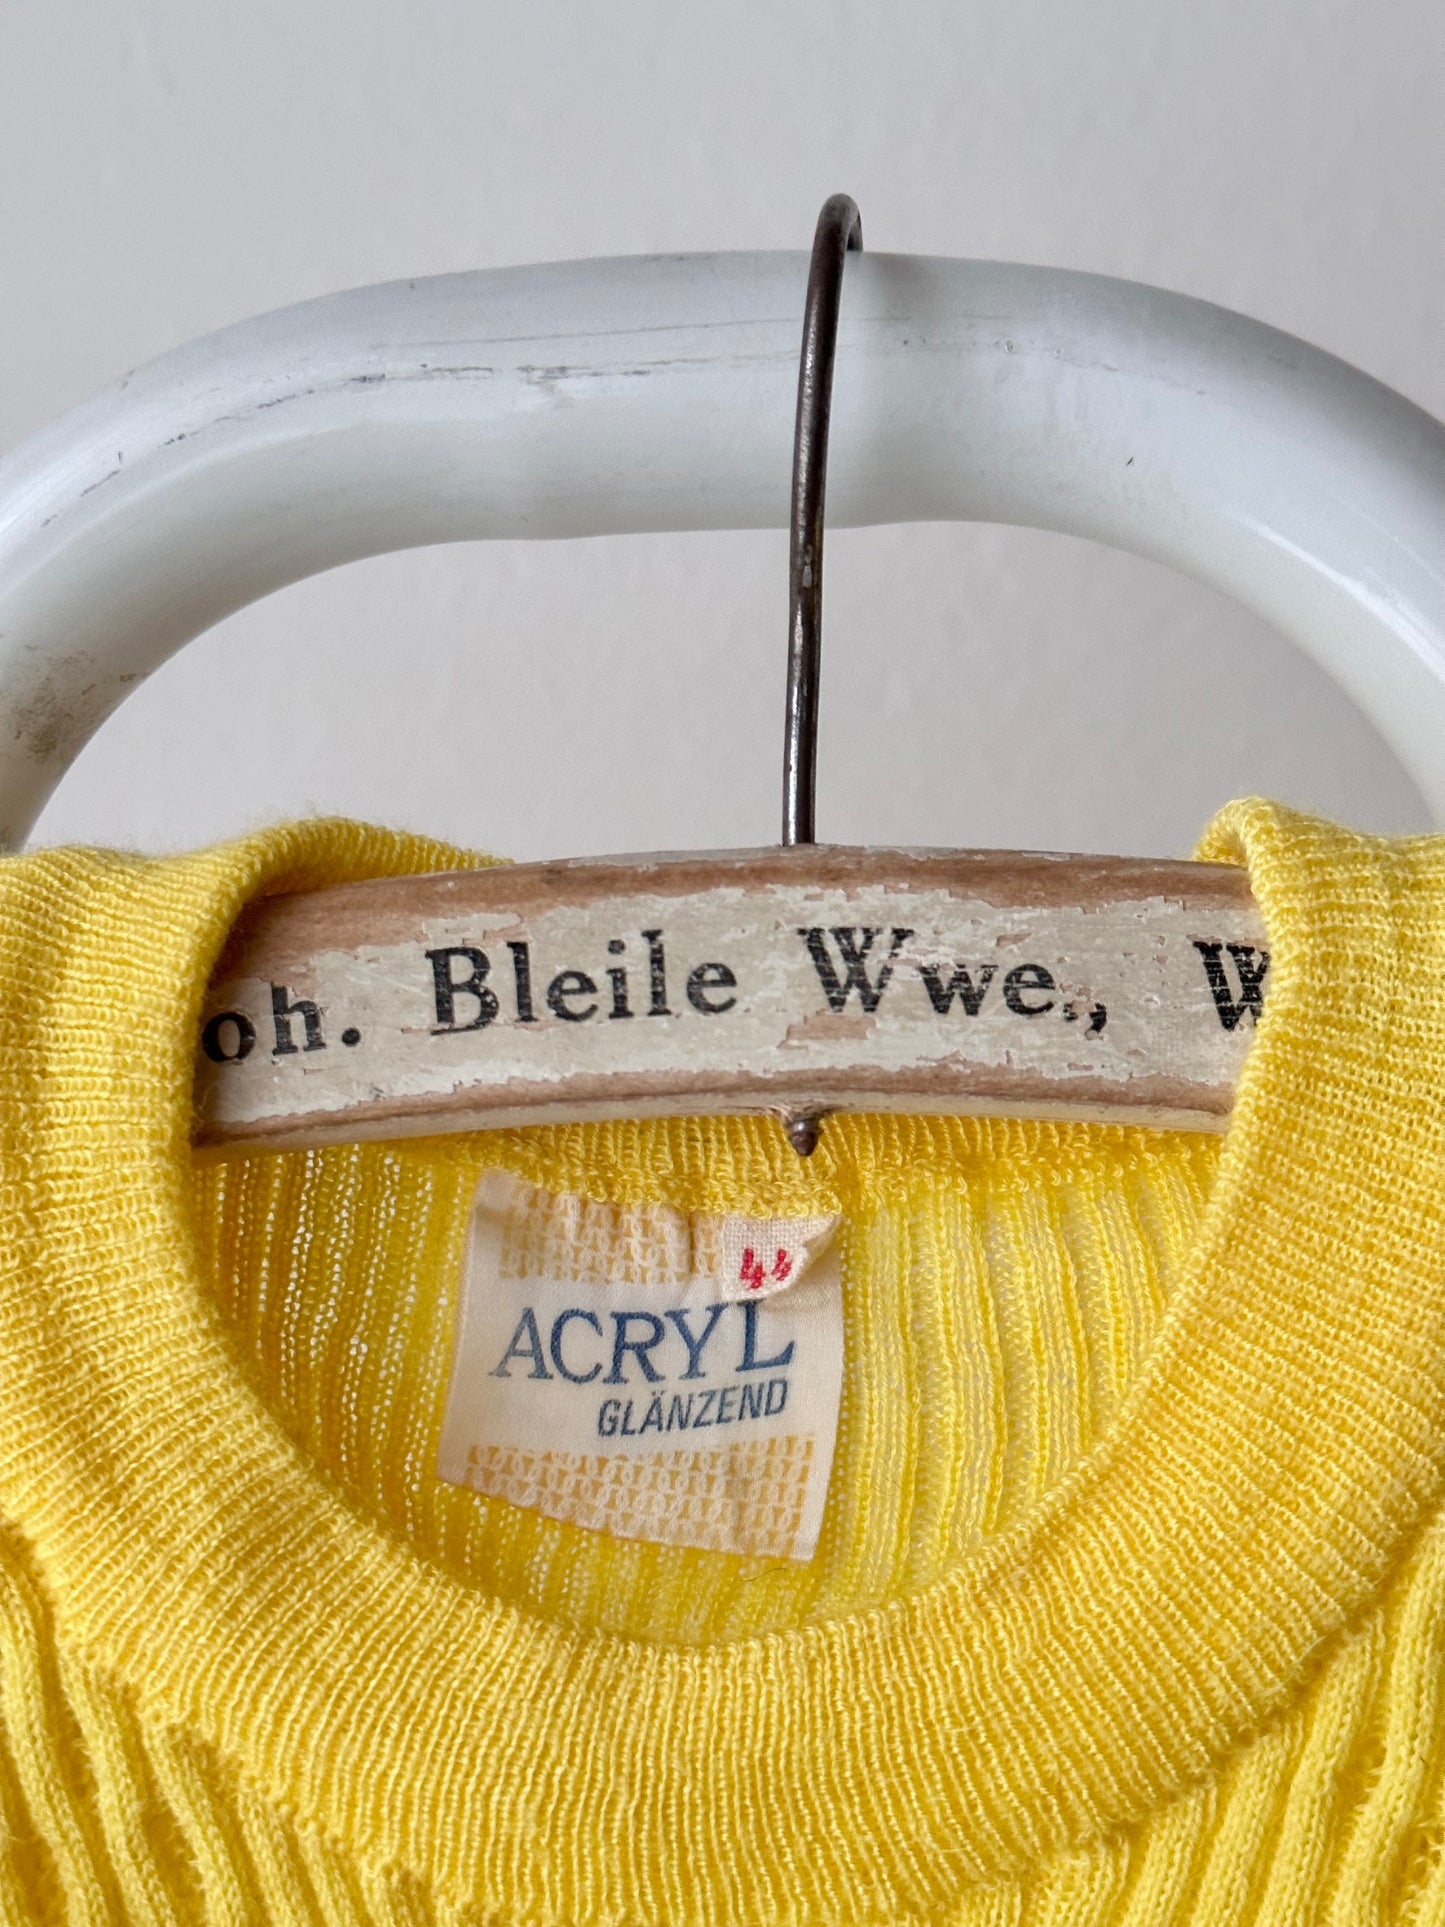 oh. Bleile Wwe., W
44
ACRYL
GLÄNZEND